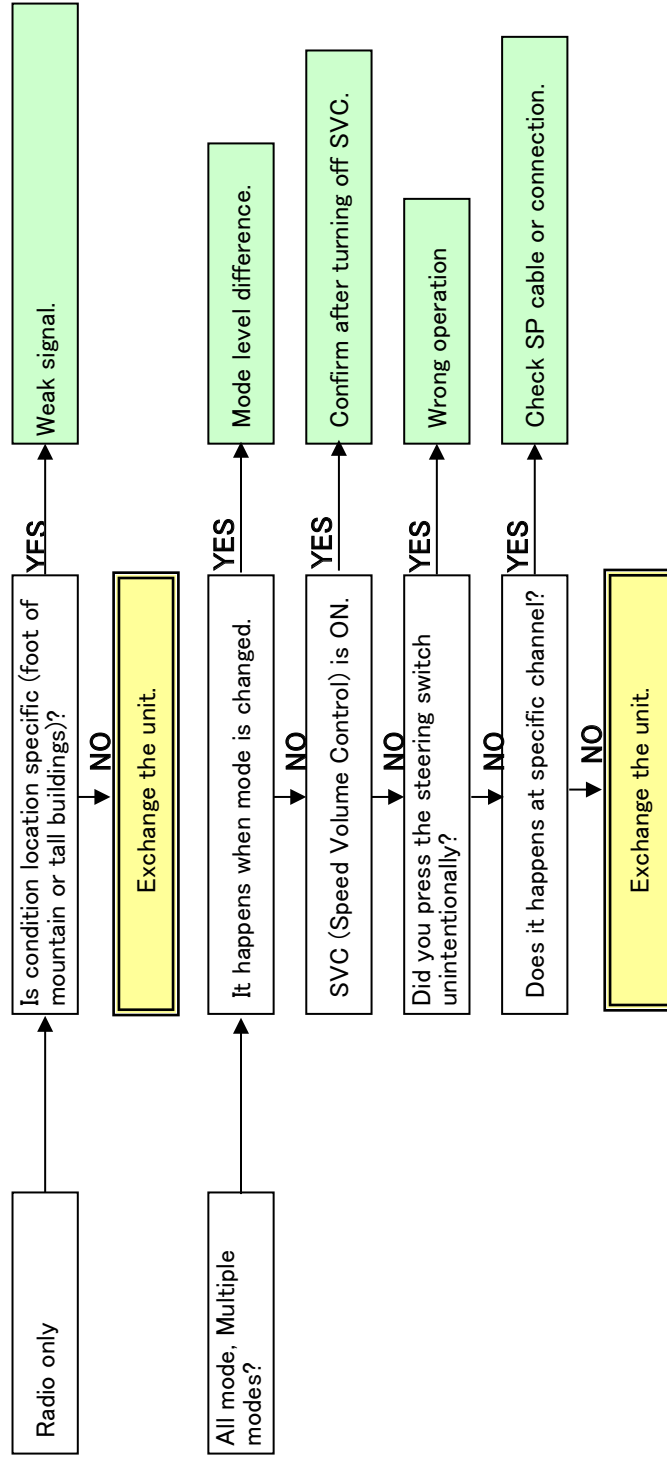 Radio only
Is condition location specific (foot of
mountain or tall buildings)?
YES
Weak signal.
NO
Exchange the unit.
All mode, Multiple
modes?
It happens when mode is changed.
YES
Mode level difference.
NO
SVC (Speed Volume Control) is ON.
YES
Confirm after turning off SVC.
NO
Did you press the steering switch
unintentionally?
YES
Wrong operation
NO
Does it happens at specific channel?
YES
Check SP cable or connection.
NO
Exchange the unit.